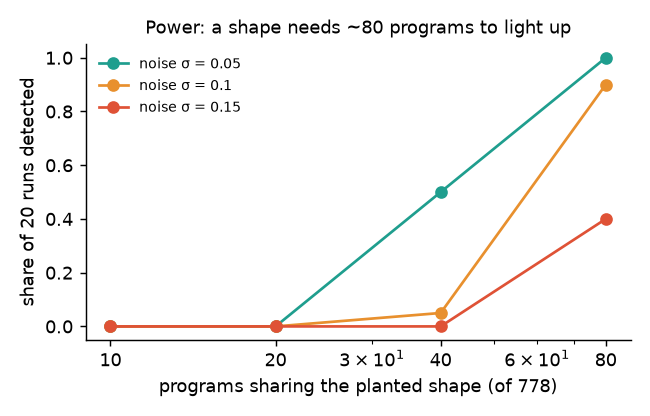 Power: a shape needs ~80 programs to light up
noise σ = 0.05
noise σ = 0.1
noise σ = 0.15
share of 20 runs detected
1.0
0.8
0.6
0.4
0.2
0.0
10 20 3 × 10¹ 40 6 × 10¹ 80
programs sharing the planted shape (of 778)